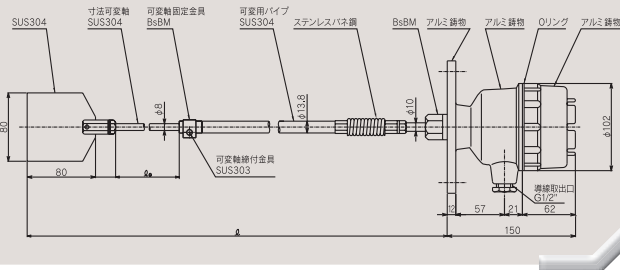 SUS304
寸法可変軸
SUS304
可変軸固定金具
BsBM
可変用パイプ
SUS304
ステンレスバネ鋼
BsBM
アルミ鋳物
アルミ鋳物
Oリング
アルミ鋳物
80
φ8
φ13.8
φ10
φ102
可変軸締付金具
SUS303
導線取出口
G1/2"
80
ℓ₀
12
57
21
62
ℓ
150